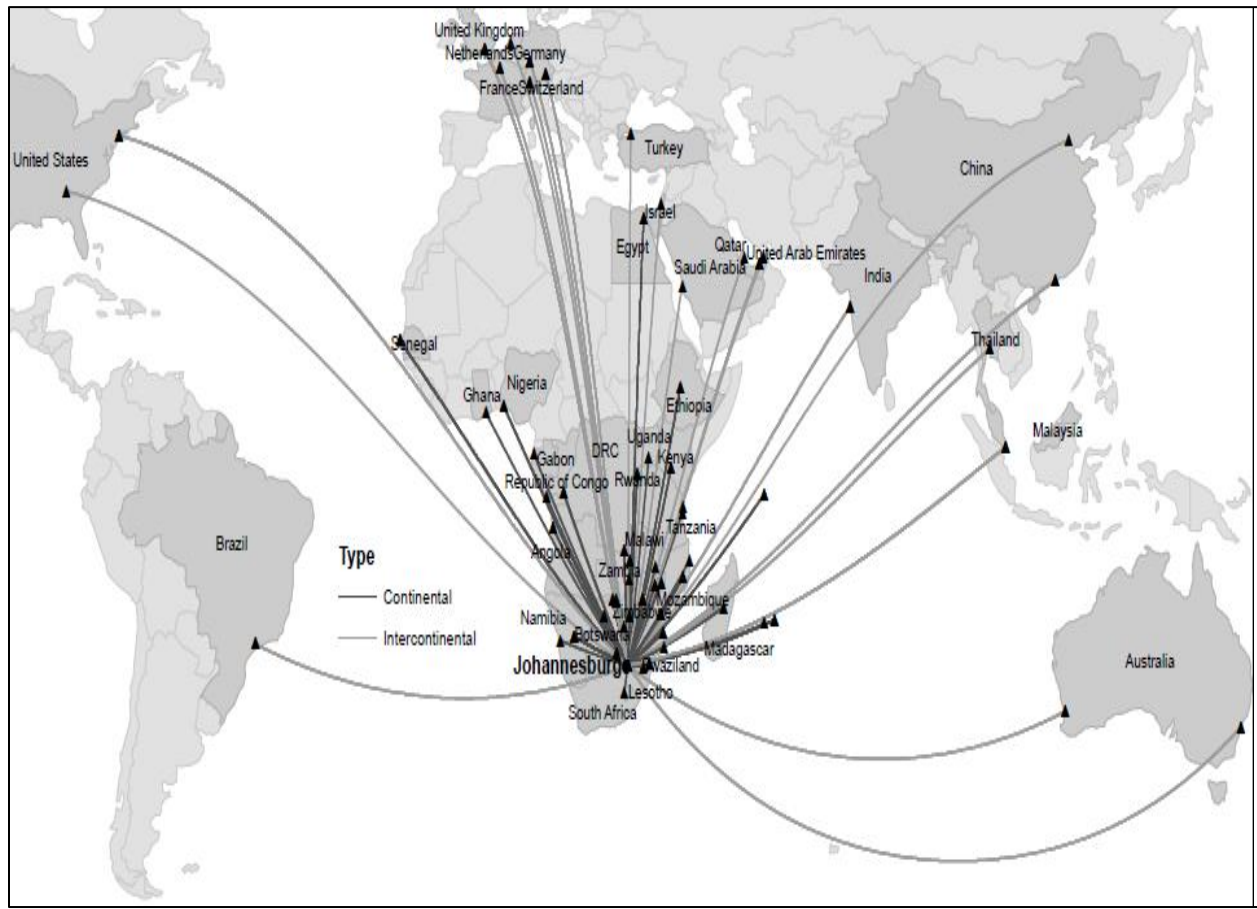 United Kingdom
Netherlands
Germany
France
Switzerland
United States
Turkey
China
Israel
Egypt
Qatar
United Arab Emirates
Saudi Arabia
India
Senegal
Thailand
Ghana
Nigeria
Ethiopia
Malaysia
Uganda
DRC
Gabon
Kenya
Republic of Congo
Rwanda
Tanzania
Brazil
Malawi
Angola
Type
Zambia
Continental
Mozambique
Zimbabwe
Namibia
Intercontinental
Botswana
Madagascar
Johannesburg
Swaziland
Australia
Lesotho
South Africa